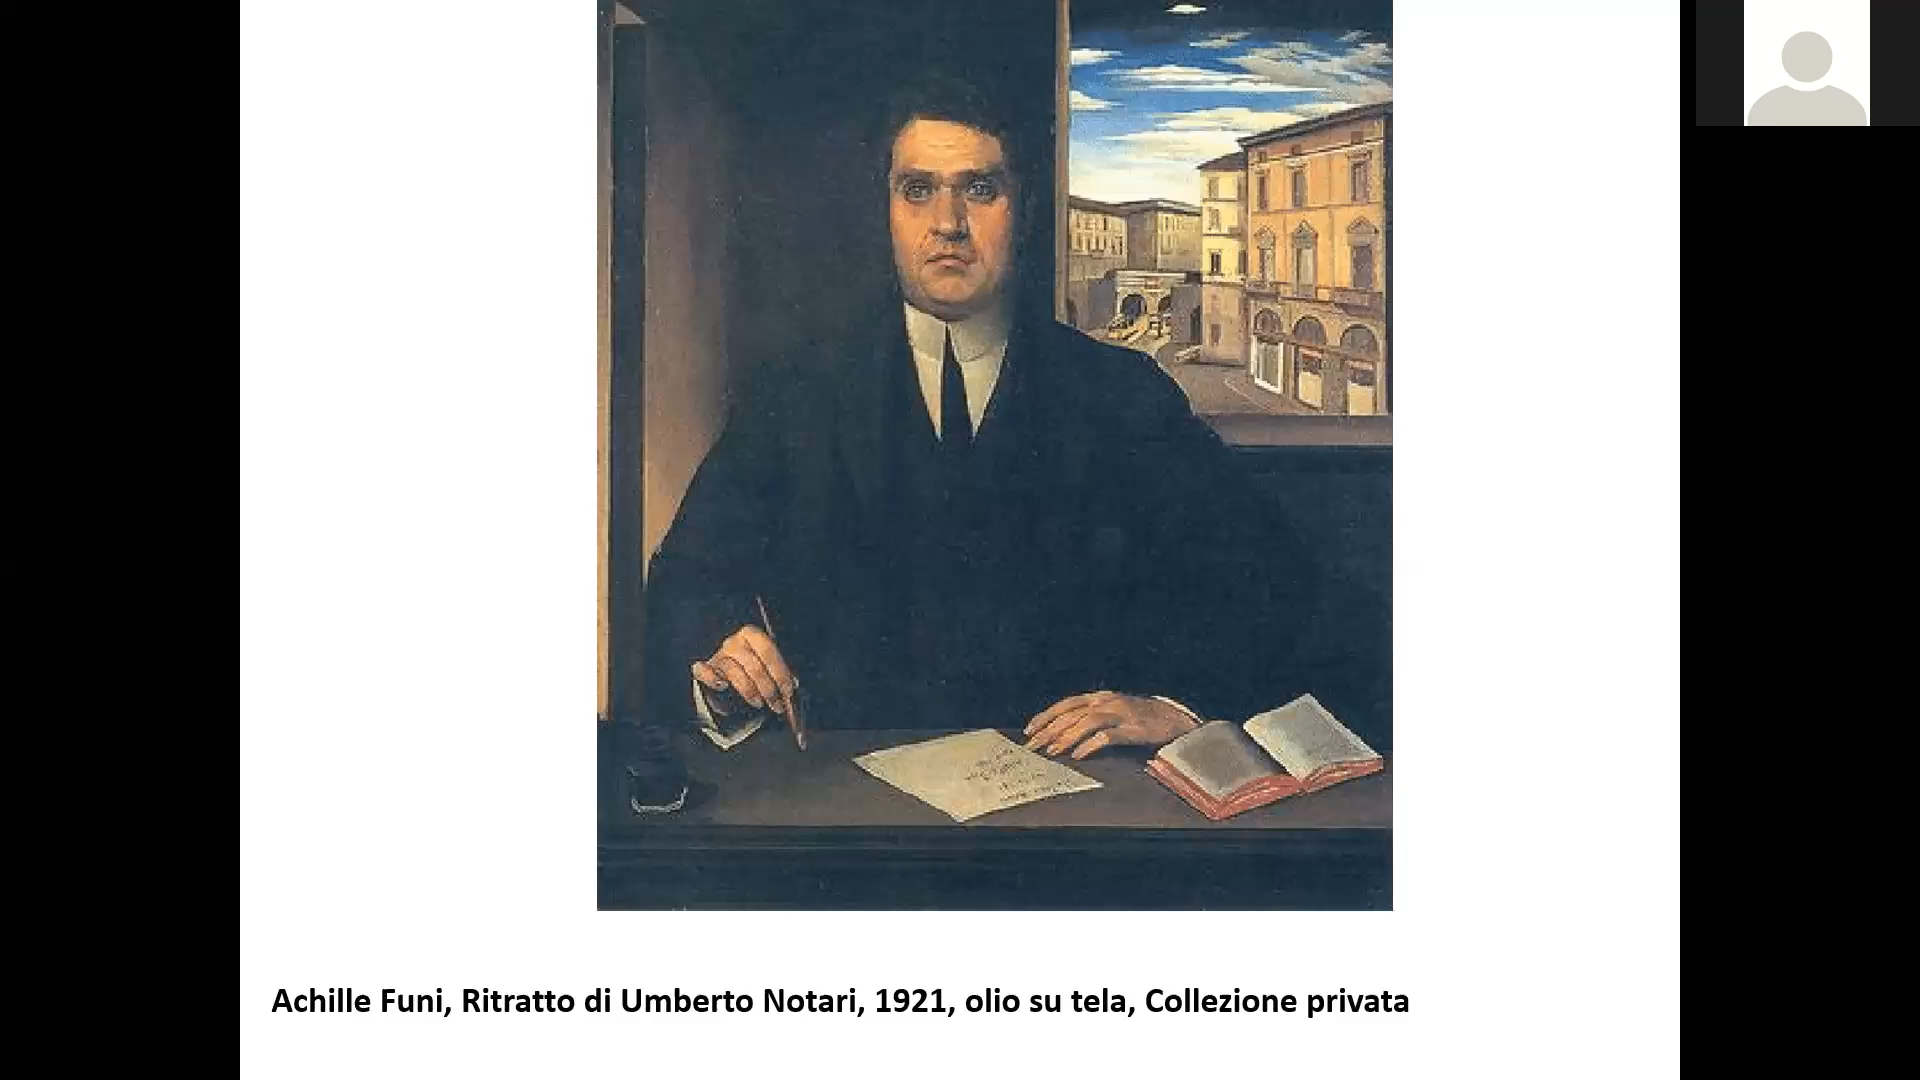 Achille Funi, Ritratto di Umberto Notari, 1921, olio su tela, Collezione privata